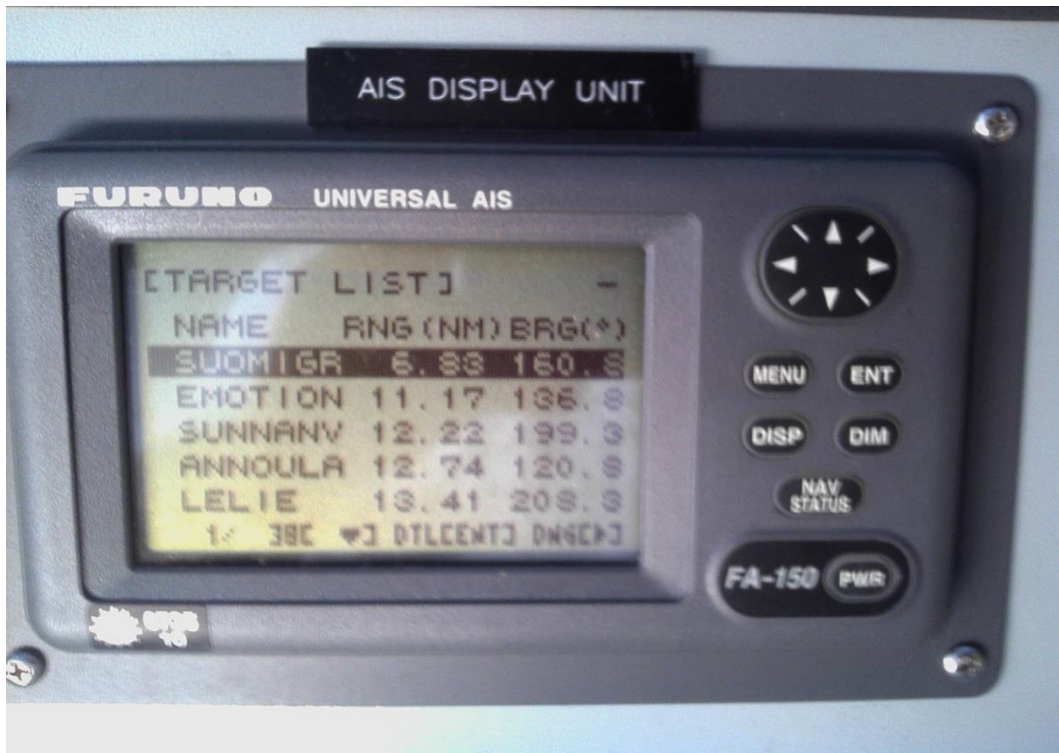 AIS DISPLAY UNIT
FURUNO UNIVERSAL AIS
[TARGET LIST] -
NAME RNG(NM) BRG(°)
SUOMIGR 6.83 160.
EMOTION 11.17 136.
SUNNANV 12.22 199.
ANNOULA 12.74 120.
LELIE 13.41 208.
DTL[ENT]
MENU ENT
DISP DIM
NAV
STATUS
FA-150 PWR